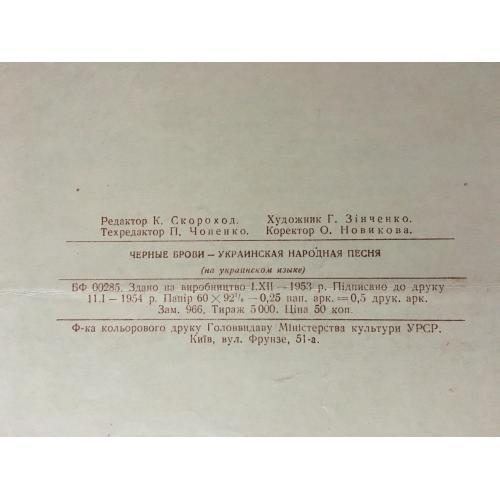 Редактор К. Скороход. Художник Г. Зінченко.
Техредактор П. Чопенко. Коректор О. Новикова.
ЧЕРНЫЕ БРОВИ — УКРАИНСКАЯ НАРОДНАЯ ПЕСНЯ
(на украинском языке)
БФ 00285. Здано на виробництво 1.XII — 1953 р. Підписано до друку
11.I — 1954 р. Папір 60 × 92¹/₈ — 0,25 пап. арк. = 0,5 друк. арк.
Зам. 966. Тираж 5 000. Ціна 50 коп.
Ф-ка кольорового друку Головвидаву Міністерства культури УРСР.
Київ, вул. Фрунзе, 51-а.